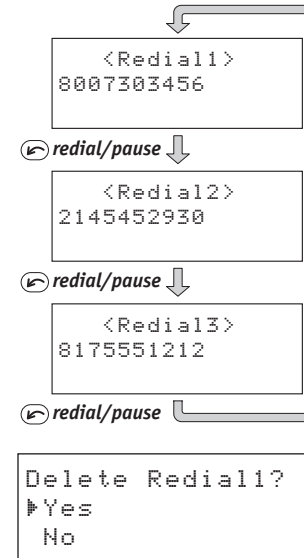 <Redial1>
8007303456
redial/pause
<Redial2>
2145452930
redial/pause
<Redial3>
8175551212
redial/pause
Delete Redial1?
Yes
No